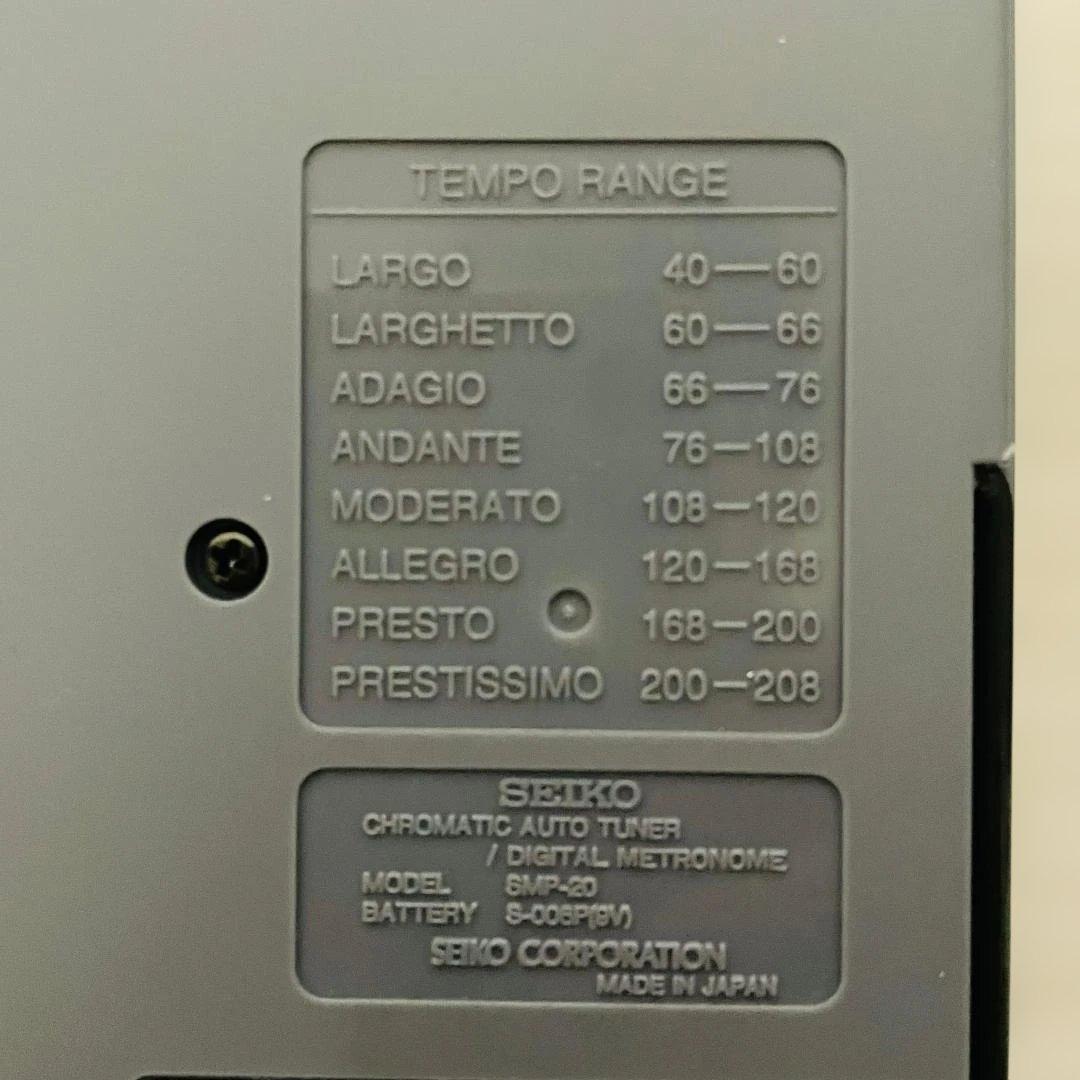 TEMPO RANGE
LARGO 40—60
LARGHETTO 60—66
ADAGIO 66—76
ANDANTE 76—108
MODERATO 108—120
ALLEGRO 120—168
PRESTO 168—200
PRESTISSIMO 200—208
SEIKO
CHROMATIC AUTO TUNER
/ DIGITAL METRONOME
MODEL SMP-20
BATTERY S-006P(9V)
SEIKO CORPORATION
MADE IN JAPAN